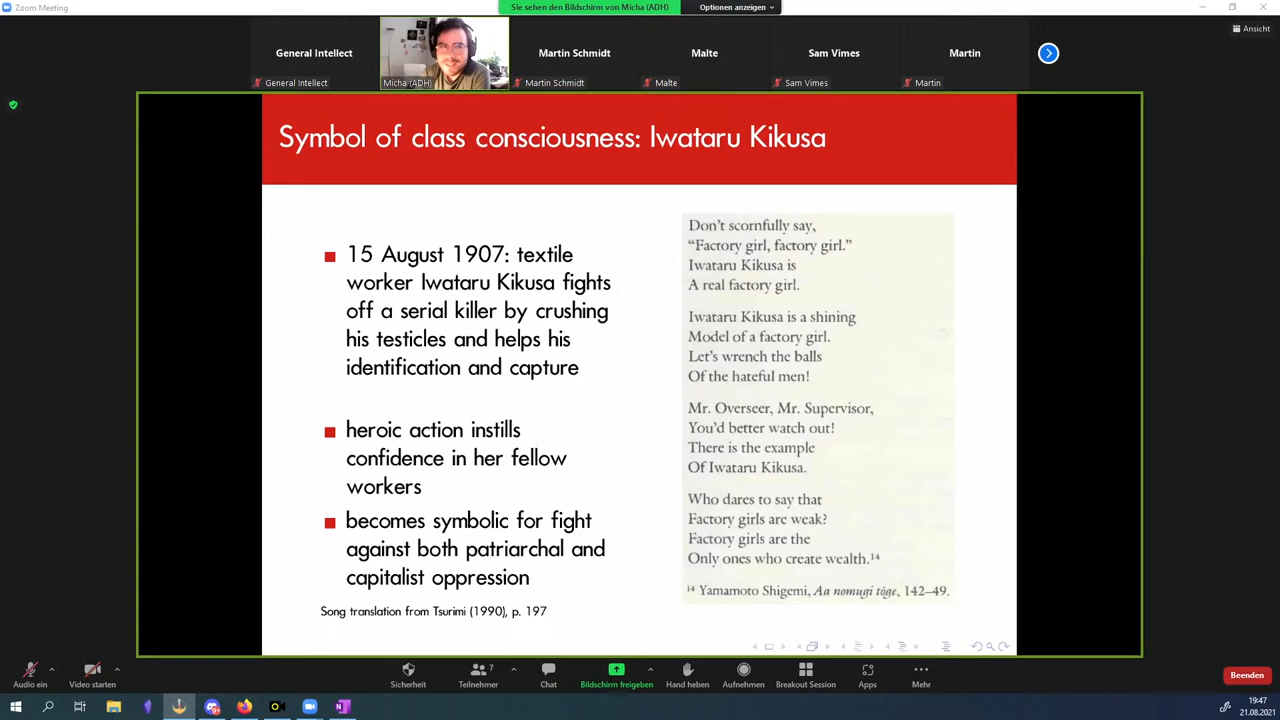 Zoom Meeting
Sie sehen den Bildschirm von Micha (ADH)
Optionen anzeigen
Ansicht
General Intellect
Martin Schmidt
Malte
Sam Vimes
Martin
General Intellect
Micha (ADH)
Martin Schmidt
Malte
Sam Vimes
Martin
Symbol of class consciousness: Iwataru Kikusa
15 August 1907: textile
worker Iwataru Kikusa fights
off a serial killer by crushing
his testicles and helps his
identification and capture
heroic action instills
confidence in her fellow
workers
becomes symbolic for fight
against both patriarchal and
capitalist oppression
Song translation from Tsurimi (1990), p. 197
Don't scornfully say,
“Factory girl, factory girl.”
Iwataru Kikusa is
A real factory girl.
Iwataru Kikusa is a shining
Model of a factory girl.
Let's wrench the balls
Of the hateful men!
Mr. Overseer, Mr. Supervisor,
You'd better watch out!
There is the example
Of Iwataru Kikusa.
Who dares to say that
Factory girls are weak?
Factory girls are the
Only ones who create wealth.¹⁴
¹⁴ Yamamoto Shigemi, Aa nomugi tōge, 142–49.
Audio ein
Video starten
Sicherheit
7
Teilnehmer
Chat
Bildschirm freigeben
Hand heben
Aufnehmen
Breakout Session
Apps
Mehr
Beenden
19:47
21.08.2021